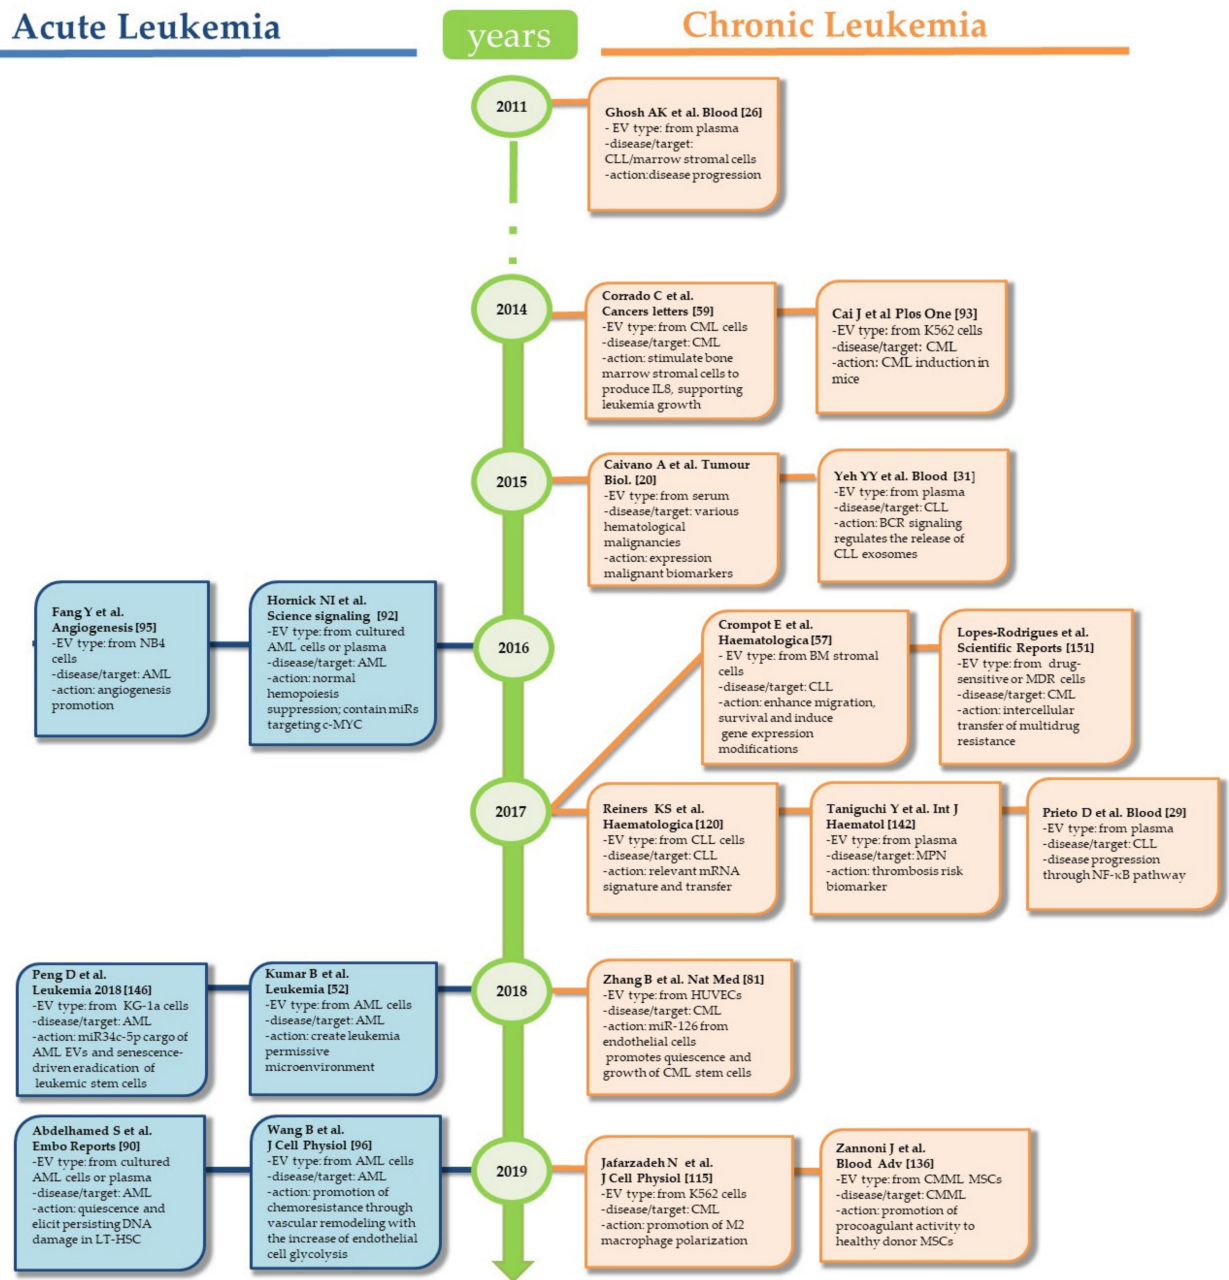 Acute Leukemia
years
Chronic Leukemia
2011
Ghosh AK et al. Blood [26]
- EV type: from plasma
-disease/target:
CLL/marrow stromal cells
-action:disease progression
2014
Corrado C et al.
Cancers letters [59]
-EV type: from CML cells
-disease/target: CML
-action: stimulate bone
marrow stromal cells to
produce IL8, supporting
leukemia growth
Cai J et al Plos One [93]
-EV type: from K562 cells
-disease/target: CML
-action: CML induction in
mice
2015
Caivano A et al. Tumour
Biol. [20]
-EV type: from serum
-disease/target: various
hematological
malignancies
-action: expression
malignant biomarkers
Yeh YY et al. Blood [31]
-EV type: from plasma
-disease/target: CLL
-action: BCR signaling
regulates the release of
CLL exosomes
Fang Y et al.
Angiogenesis [95]
-EV type: from NB4
cells
-disease/target: AML
-action: angiogenesis
promotion
Hornick NI et al.
Science signaling [92]
-EV type: from cultured
AML cells or plasma
-disease/target: AML
-action: normal
hemopoiesis
suppression; contain miRs
targeting c-MYC
2016
Crompot E et al.
Haematologica [57]
- EV type: from BM stromal
cells
-disease/target: CLL
-action: enhance migration,
survival and induce
gene expression
modifications
Lopes-Rodrigues et al.
Scientific Reports [151]
-EV type: from drug-
sensitive or MDR cells
-disease/target: CML
-action: intercellular
transfer of multidrug
resistance
2017
Reiners KS et al.
Haematologica [120]
-EV type: from CLL cells
-disease/target: CLL
-action: relevant mRNA
signature and transfer
Taniguchi Y et al. Int J
Haematol [142]
-EV type: from plasma
-disease/target: MPN
-action: thrombosis risk
biomarker
Prieto D et al. Blood [29]
-EV type: from plasma
-disease/target: CLL
-disease progression
through NF-κB pathway
Peng D et al.
Leukemia 2018 [146]
-EV type: from KG-1a cells
-disease/target: AML
-action: miR34c-5p cargo of
AML EVs and senescence-
driven eradication of
leukemic stem cells
Kumar B et al.
Leukemia [52]
-EV type: from AML cells
-disease/target: AML
-action: create leukemia
permissive
microenvironment
2018
Zhang B et al. Nat Med [81]
-EV type: from HUVECs
-disease/target: CML
-action: miR-126 from
endothelial cells
promotes quiescence and
growth of CML stem cells
Abdelhamed S et al.
Embo Reports [90]
-EV type: from cultured
AML cells or plasma
-disease/target: AML
-action: quiescence and
elicit persisting DNA
damage in LT-HSC
Wang B et al.
J Cell Physiol [96]
-EV type: from AML cells
-disease/target: AML
-action: promotion of
chemoresistance through
vascular remodeling with
the increase of endothelial
cell glycolysis
2019
Jafarzadeh N et al.
J Cell Physiol [115]
-EV type: from K562 cells
-disease/target: CML
-action: promotion of M2
macrophage polarization
Zannoni J et al.
Blood Adv [136]
-EV type: from CMML MSCs
-disease/target: CMML
-action: promotion of
procoagulant activity to
healthy donor MSCs